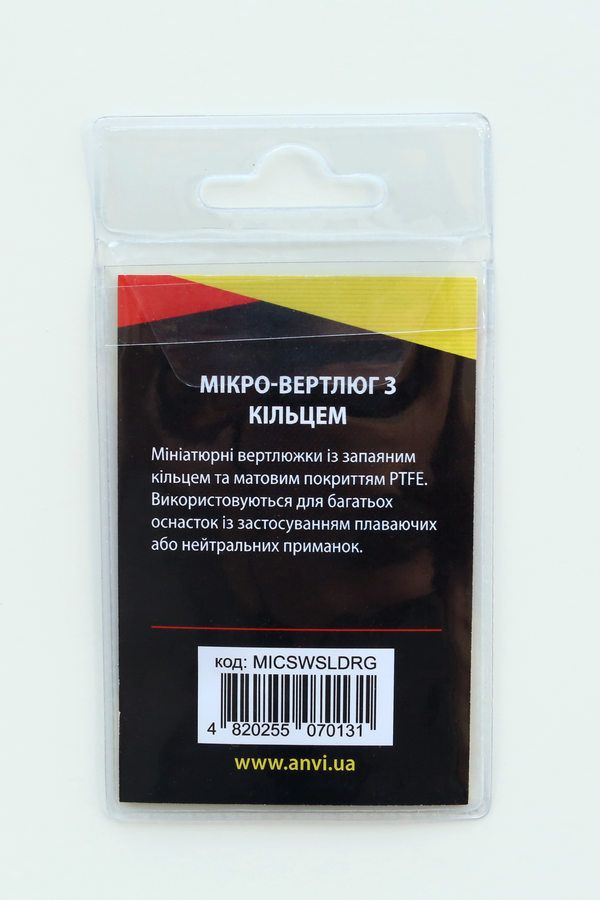 МІКРО-ВЕРТЛЮГ З
КІЛЬЦЕМ
Мініатюрні вертлюжки із запаяним
кільцем та матовим покриттям PTFE.
Використовуються для багатьох
оснасток із застосуванням плаваючих
або нейтральних приманок.
код: MICSWSLDRG
4 820255 070131
www.anvi.ua